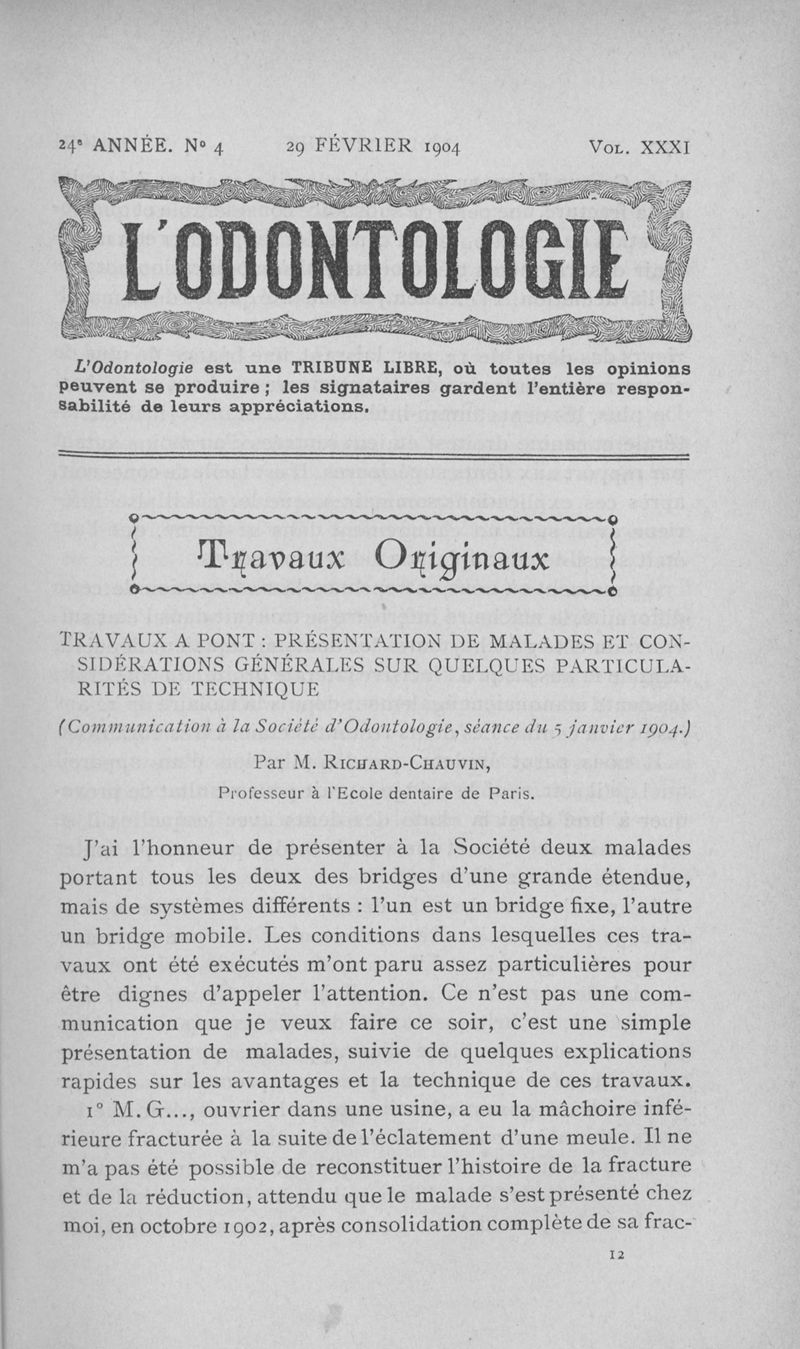 24e ANNÉE. No 4 29 FÉVRIER 1904 VOL. XXXI
L'ODONTOLOGIE
L'Odontologie est une TRIBUNE LIBRE, où toutes les opinions
peuvent se produire ; les signataires gardent l'entière respon-
sabilité de leurs appréciations.
Travaux Originaux
TRAVAUX A PONT : PRÉSENTATION DE MALADES ET CON-
SIDÉRATIONS GÉNÉRALES SUR QUELQUES PARTICULA-
RITÉS DE TECHNIQUE
(Communication à la Société d'Odontologie, séance du 5 janvier 1904.)
Par M. RICHARD-CHAUVIN,
Professeur à l'Ecole dentaire de Paris.
J'ai l'honneur de présenter à la Société deux malades
portant tous les deux des bridges d'une grande étendue,
mais de systèmes différents : l'un est un bridge fixe, l'autre
un bridge mobile. Les conditions dans lesquelles ces tra-
vaux ont été exécutés m'ont paru assez particulières pour
être dignes d'appeler l'attention. Ce n'est pas une com-
munication que je veux faire ce soir, c'est une simple
présentation de malades, suivie de quelques explications
rapides sur les avantages et la technique de ces travaux.
1° M. G..., ouvrier dans une usine, a eu la mâchoire infé-
rieure fracturée à la suite de l'éclatement d'une meule. Il ne
m'a pas été possible de reconstituer l'histoire de la fracture
et de la réduction, attendu que le malade s'est présenté chez
moi, en octobre 1902, après consolidation complète de sa frac-
12